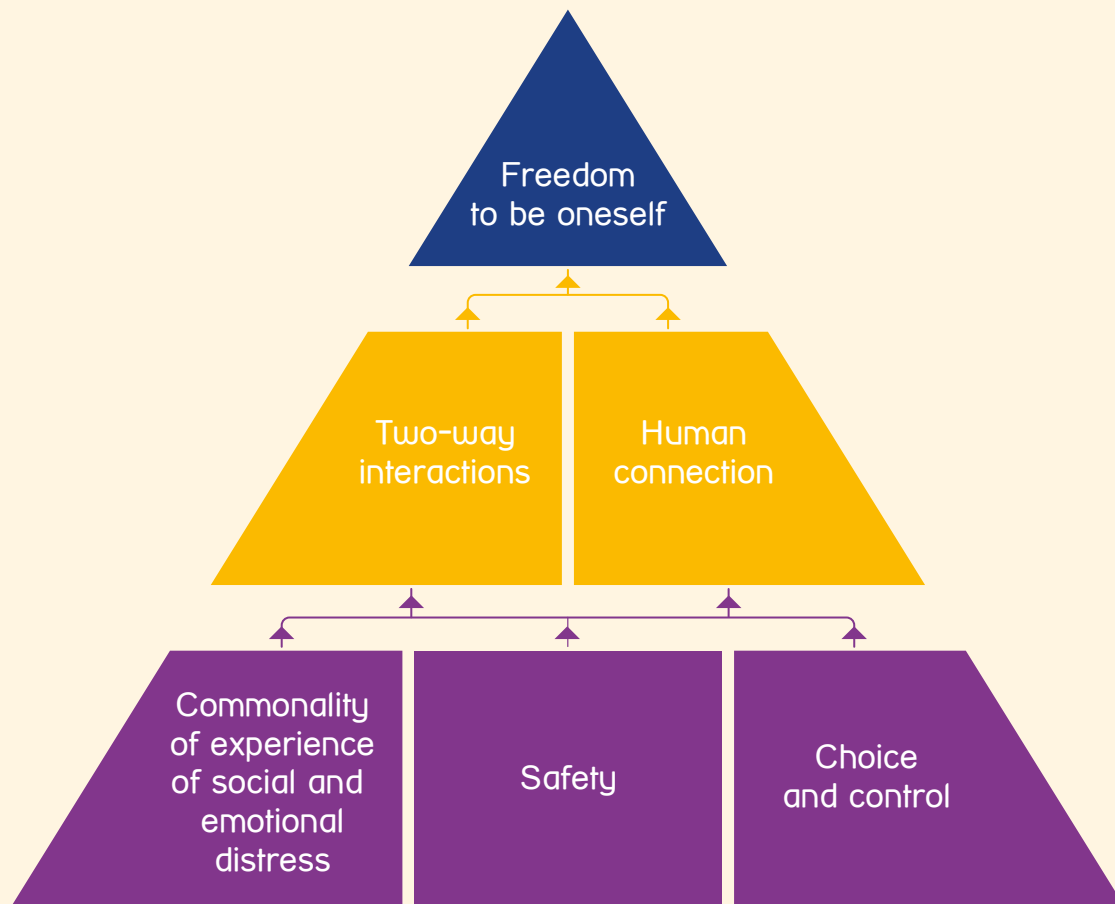 Freedom
to be oneself
Two-way
interactions
Human
connection
Commonality
of experience
of social and
emotional
distress
Safety
Choice
and control